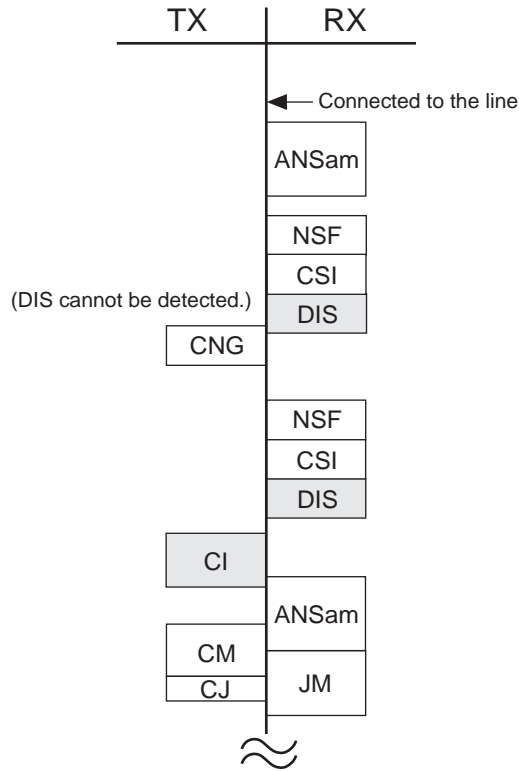 TX RX
Connected to the line
ANSam
NSF
CSI
(DIS cannot be detected.)
DIS
CNG
NSF
CSI
DIS
CI
ANSam
CM
JM
CJ